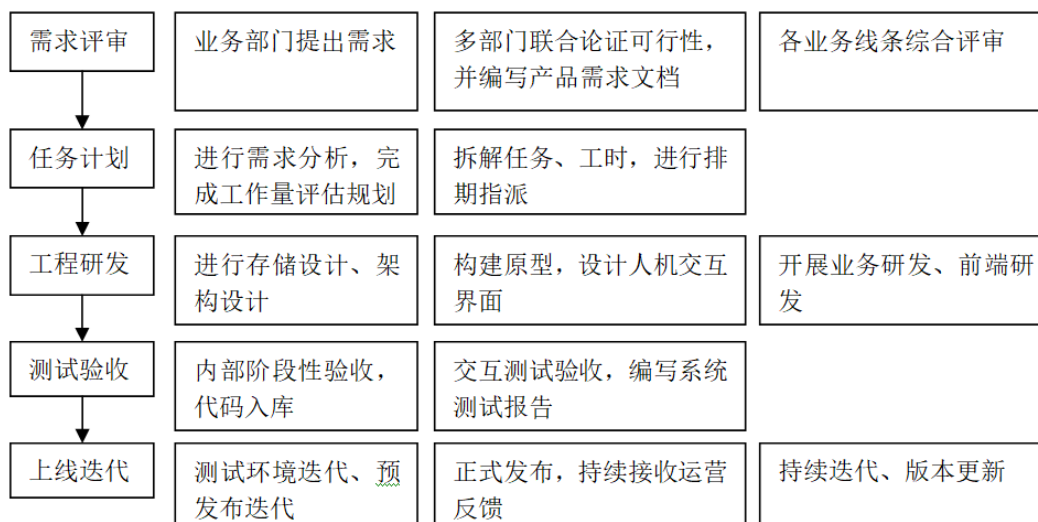 需求评审
业务部门提出需求
多部门联合论证可行性，
并编写产品需求文档
各业务线条综合评审
任务计划
进行需求分析，完
成工作量评估规划
拆解任务、工时，进行排
期指派
工程研发
进行存储设计、架
构设计
构建原型，设计人机交互
界面
开展业务研发、前端研
发
测试验收
内部阶段性验收，
代码入库
交互测试验收，编写系统
测试报告
上线迭代
测试环境迭代、预
发布迭代
正式发布，持续接收运营
反馈
持续迭代、版本更新